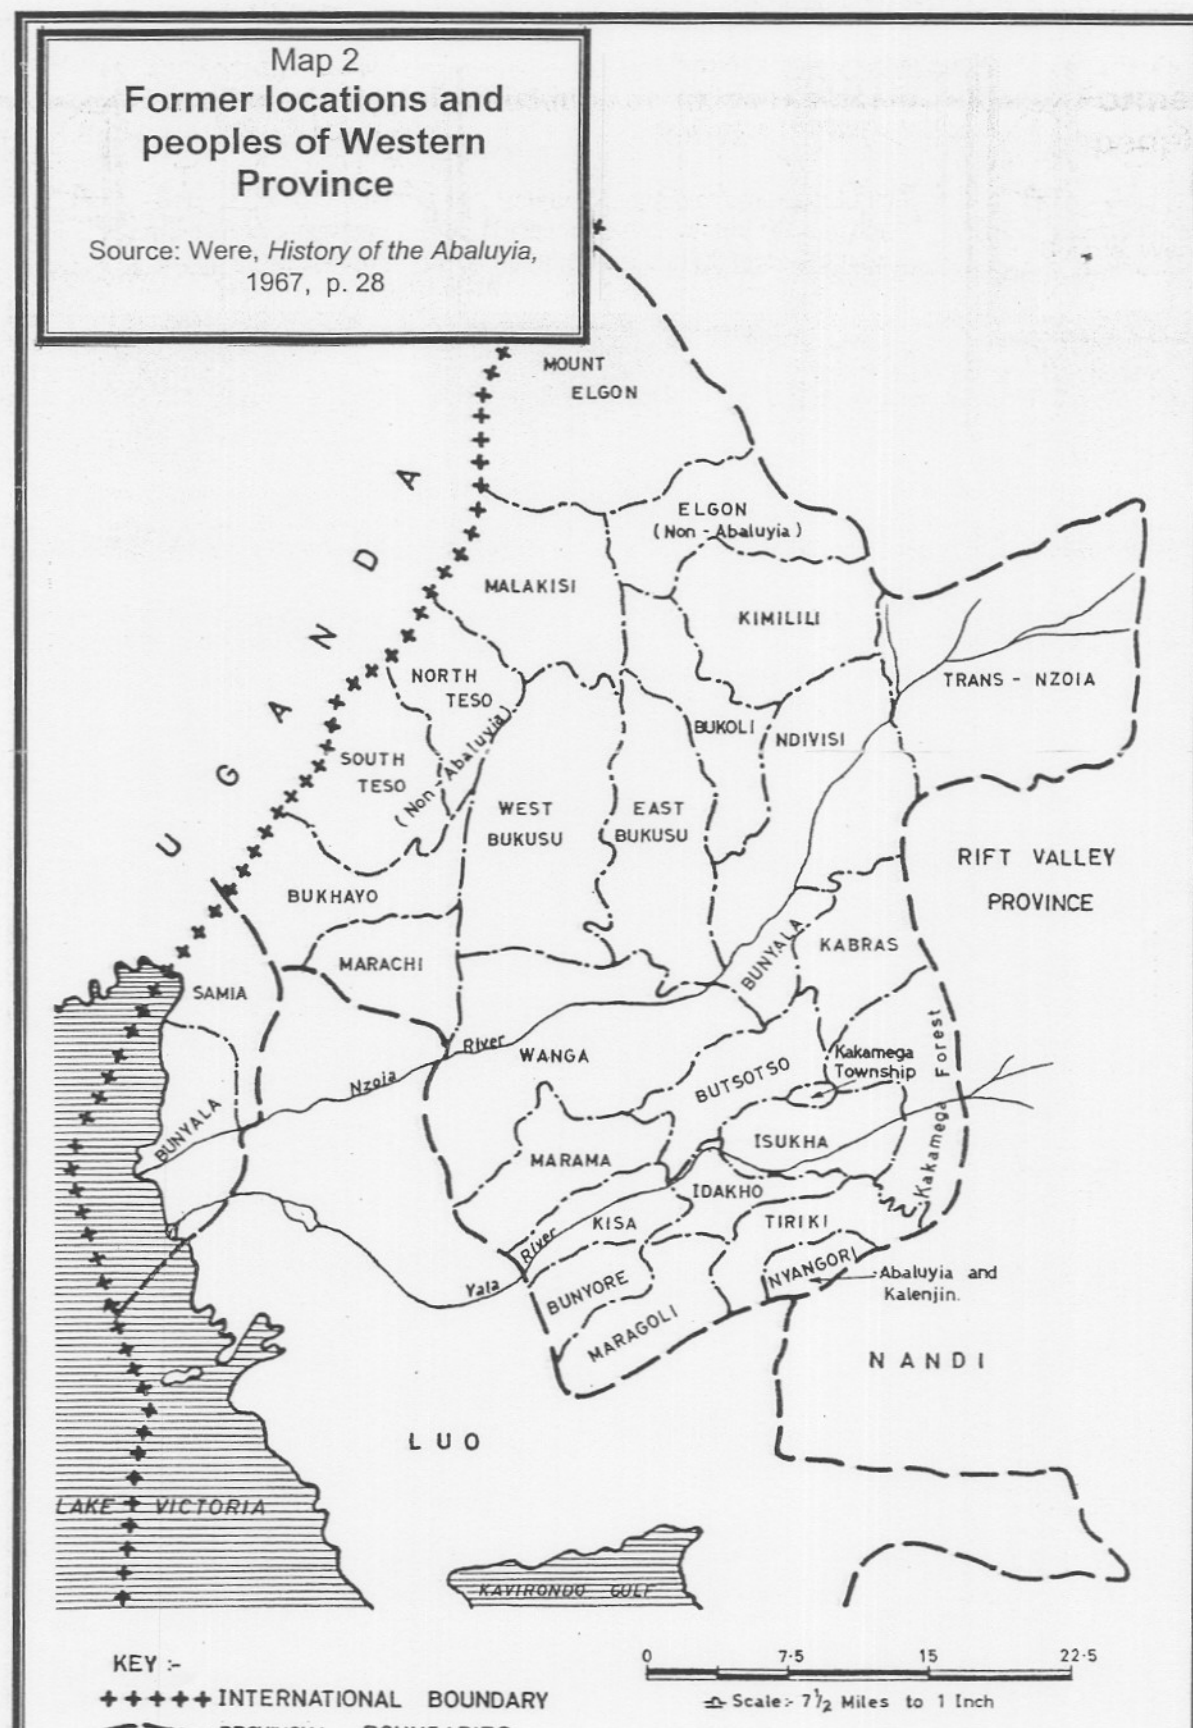 Map 2
Former locations and
peoples of Western
Province
Source: Were, History of the Abaluyia,
1967, p. 28
MOUNT
ELGON
UGANDA
ELGON
(Non-Abaluyia)
MALAKISI
KIMILILI
NORTH
TESO
TRANS-NZOIA
SOUTH
TESO
(Non-Abaluyia)
BUKOLI
NDIVISI
WEST
BUKUSU
EAST
BUKUSU
RIFT VALLEY
PROVINCE
BUKHAYO
MARACHI
BUNYALA
KABRAS
SAMIA
River
WANGA
Nzoia
BUTSOTSO
Kakamega
Township
Kakamega Forest
BUNYALA
ISUKHA
MARAMA
IDAKHO
KISA
TIRIKI
River
Yala
BUNYORE
NYANGORI
Abaluyia and
Kalenjin.
MARAGOLI
NANDI
LUO
LAKE VICTORIA
KAVIRONDO GULF
KEY :-
INTERNATIONAL BOUNDARY
0 7·5 15 22·5
Scale:- 7½ Miles to 1 Inch